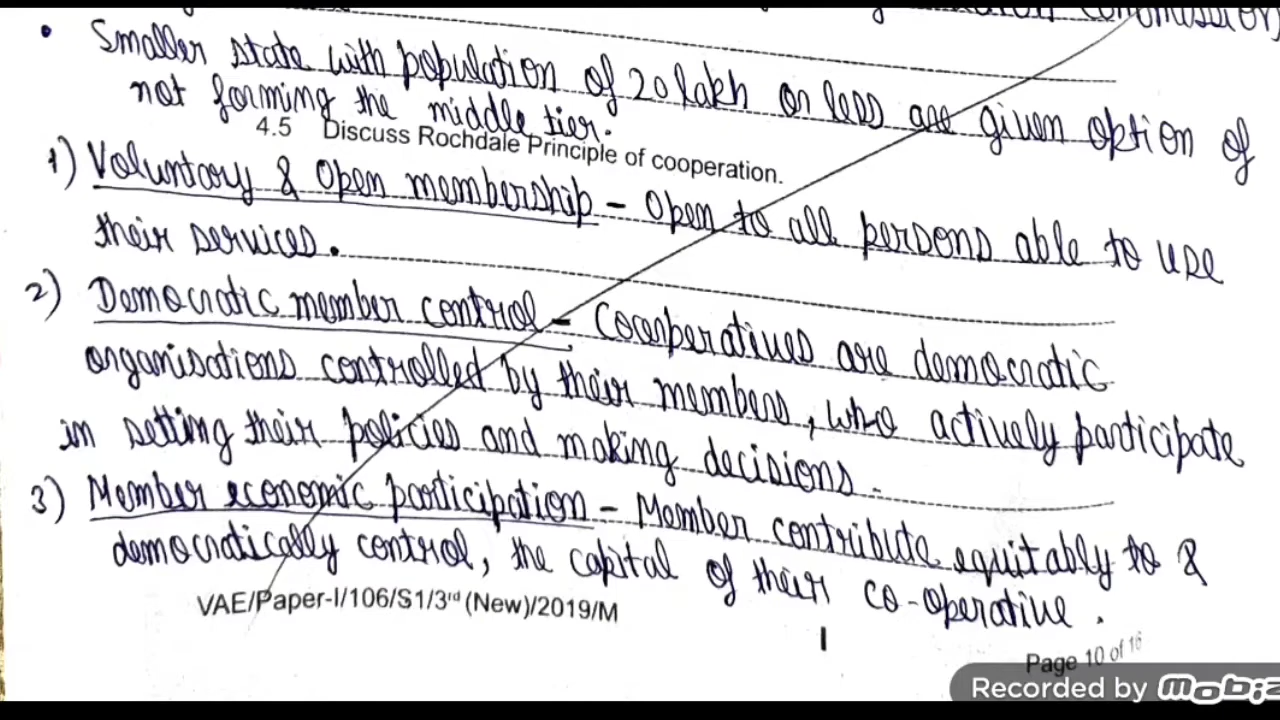 Commission
• Smaller state with population of 20 lakh or less are given option of
not forming the middle tier.
4.5 Discuss Rochdale Principle of cooperation.
1) Voluntary & Open membership - Open to all persons able to use
their services.
2) Democratic member control - Cocoperatives are democratic
organisations controlled by their members, who actively participate
in setting their policies and making decisions.
3) Member economic participation - Member contribute equitably to &
democratically control, the capital of their co-operative.
VAE/Paper-I/106/S1/3rd (New)/2019/M
Page 10 of 16
Recorded by